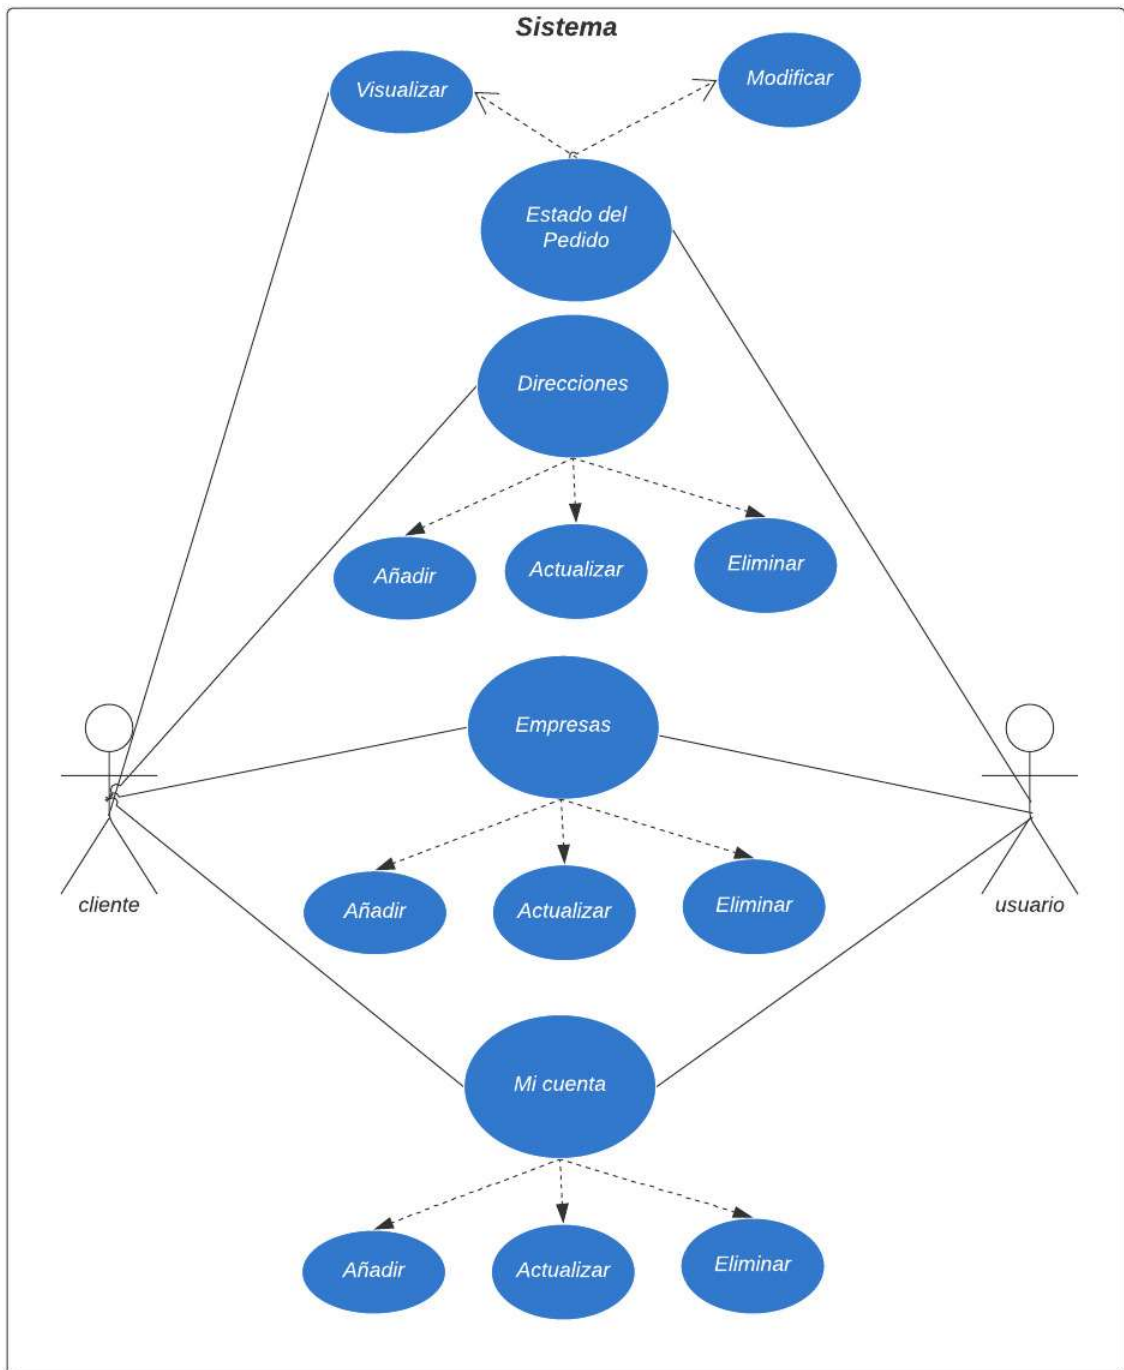 Sistema
Visualizar
Modificar
Estado del
Pedido
Direcciones
Añadir
Actualizar
Eliminar
Empresas
cliente
usuario
Añadir
Actualizar
Eliminar
Mi cuenta
Añadir
Actualizar
Eliminar